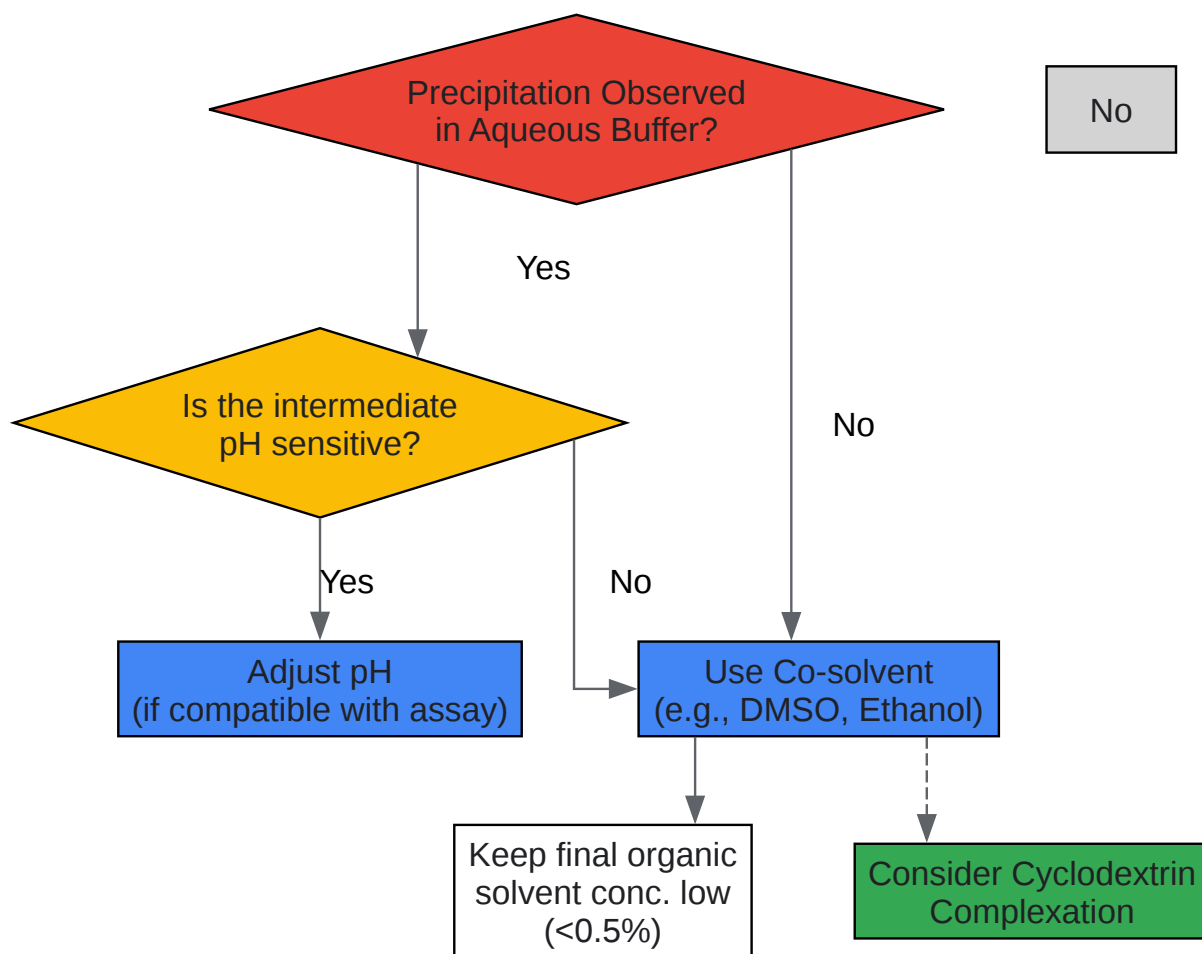 Precipitation Observed
in Aqueous Buffer?
No
Yes
Is the intermediate
pH sensitive?
No
Yes
No
Adjust pH
(if compatible with assay)
Use Co-solvent
(e.g., DMSO, Ethanol)
Keep final organic
solvent conc. low
(<0.5%)
Consider Cyclodextrin
Complexation